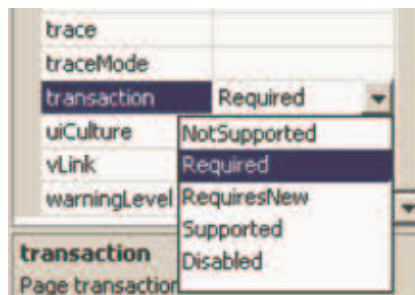 trace
traceMode
transaction Required
uiCulture NotSupported
vLink Required
warningLevel RequiresNew
Supported
transaction Disabled
Page transaction